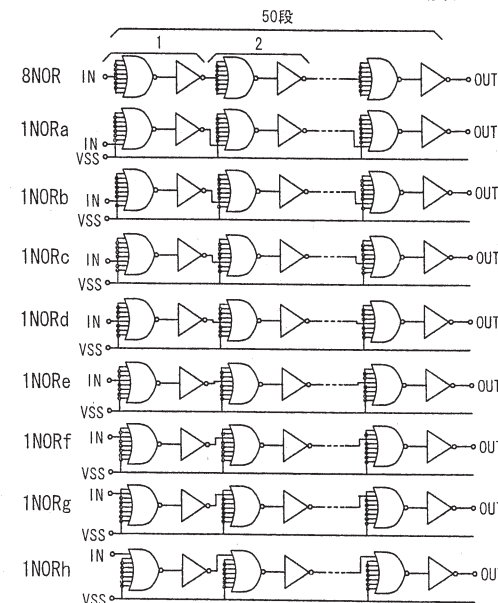 50段
1 2
8NOR IN OUT
1NORa IN OUT
VSS
1NORb IN OUT
VSS
1NORc IN OUT
VSS
1NORd IN OUT
VSS
1NORe IN OUT
VSS
1NORf IN OUT
VSS
1NORg IN OUT
VSS
1NORh IN OUT
VSS